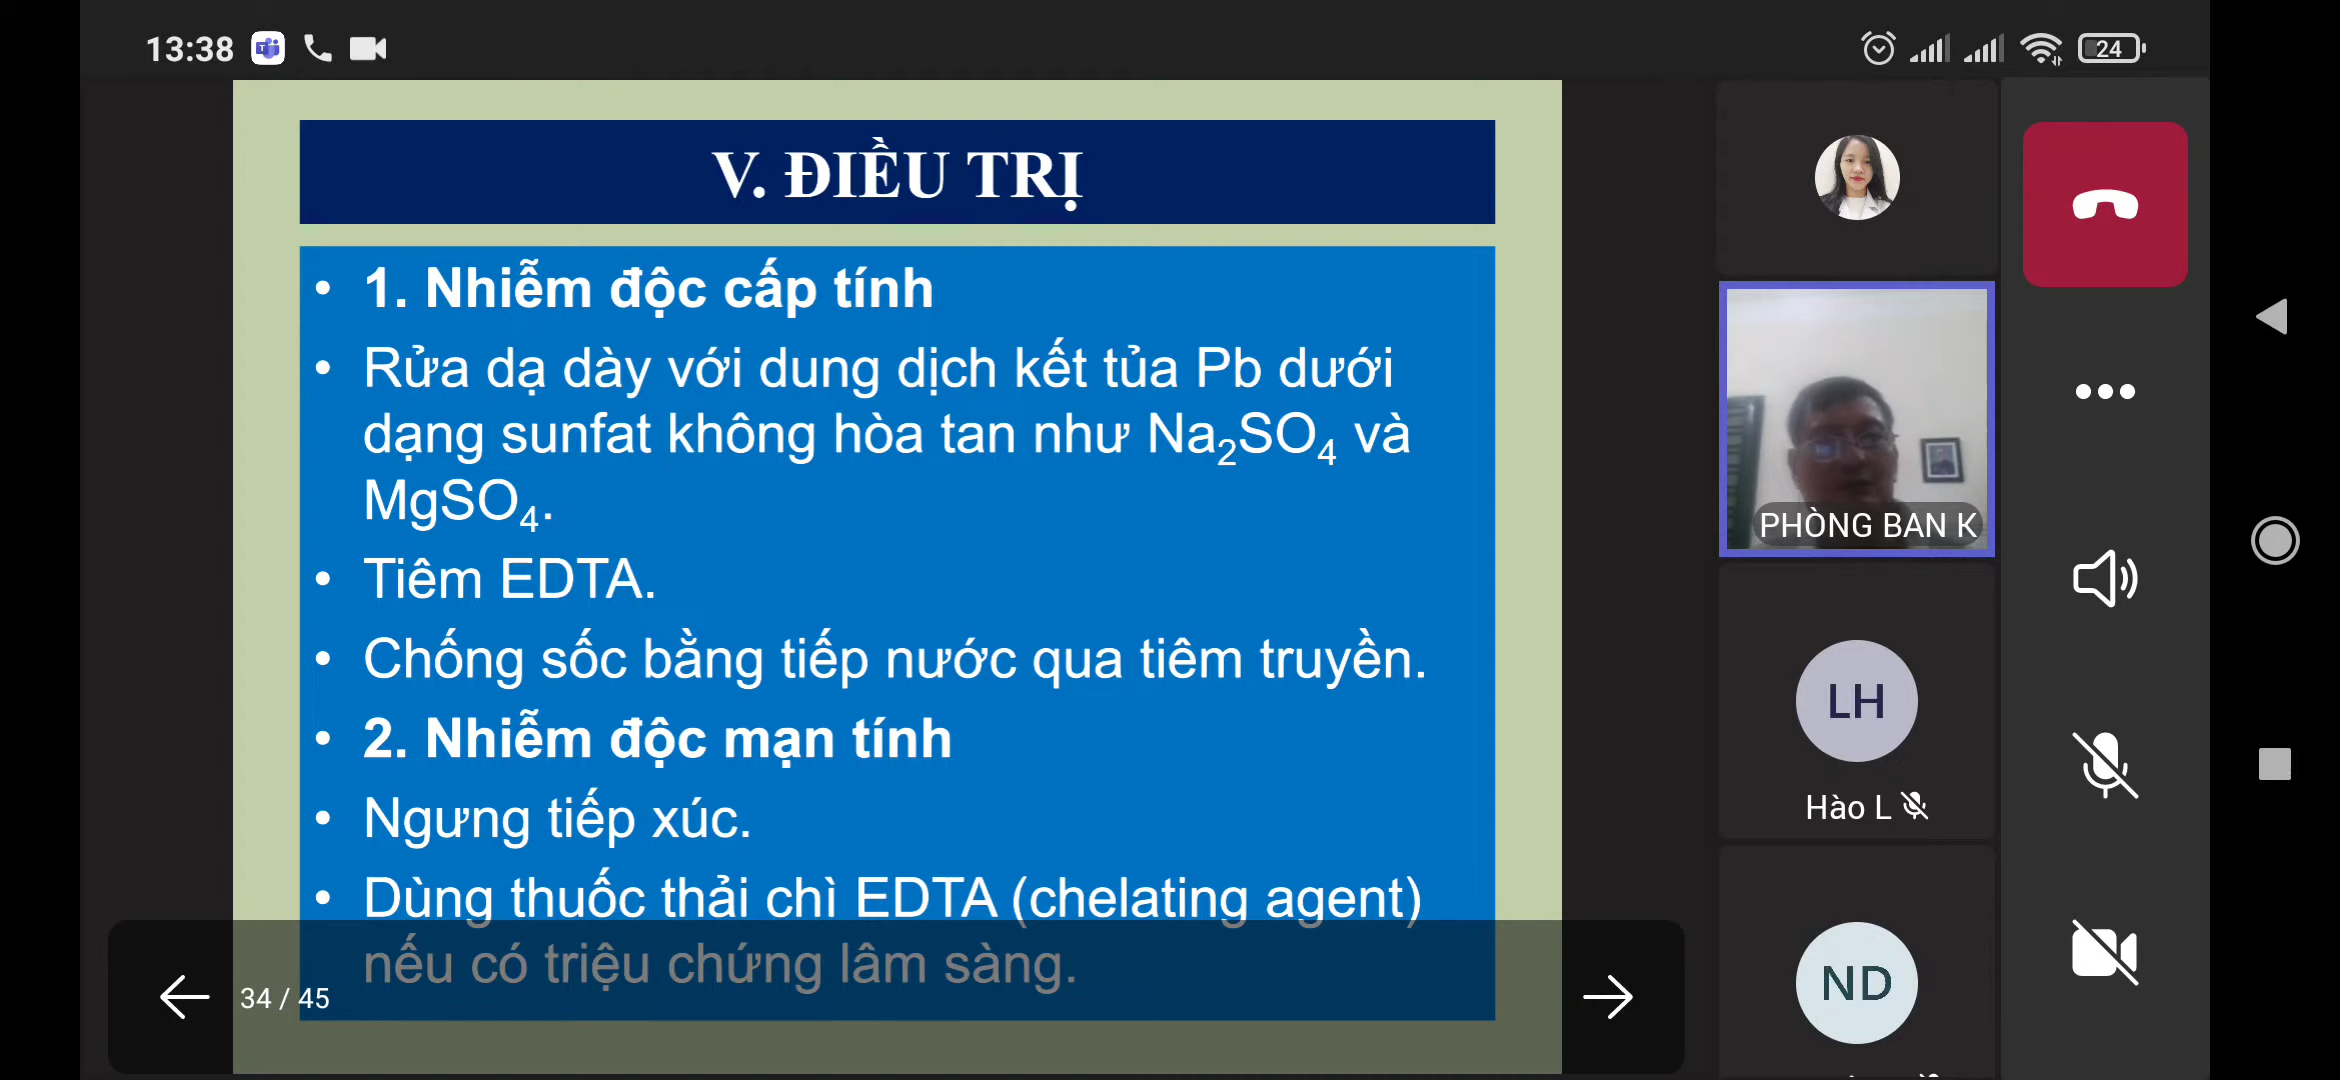 13:38
24
V. ĐIỀU TRỊ
• 1. Nhiễm độc cấp tính
• Rửa dạ dày với dung dịch kết tủa Pb dưới
dạng sunfat không hòa tan như Na₂SO₄ và
MgSO₄.
• Tiêm EDTA.
• Chống sốc bằng tiếp nước qua tiêm truyền.
• 2. Nhiễm độc mạn tính
• Ngưng tiếp xúc.
• Dùng thuốc thải chì EDTA (chelating agent)
nếu có triệu chứng lâm sàng.
34 / 45
PHÒNG BAN K
LH
Hào L
ND